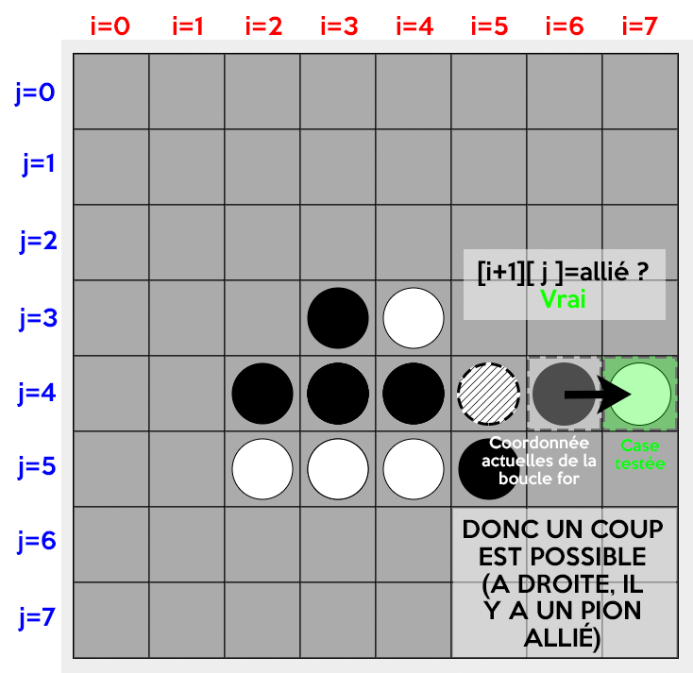 i=0 i=1 i=2 i=3 i=4 i=5 i=6 i=7
j=0
j=1
j=2
[i+1][ j ]=allié ?
Vrai
j=3
j=4
Coordonnée
actuelles de la
boucle for
Case
testée
j=5
DONC UN COUP
EST POSSIBLE
(A DROITE, IL
Y A UN PION
ALLIÉ)
j=6
j=7